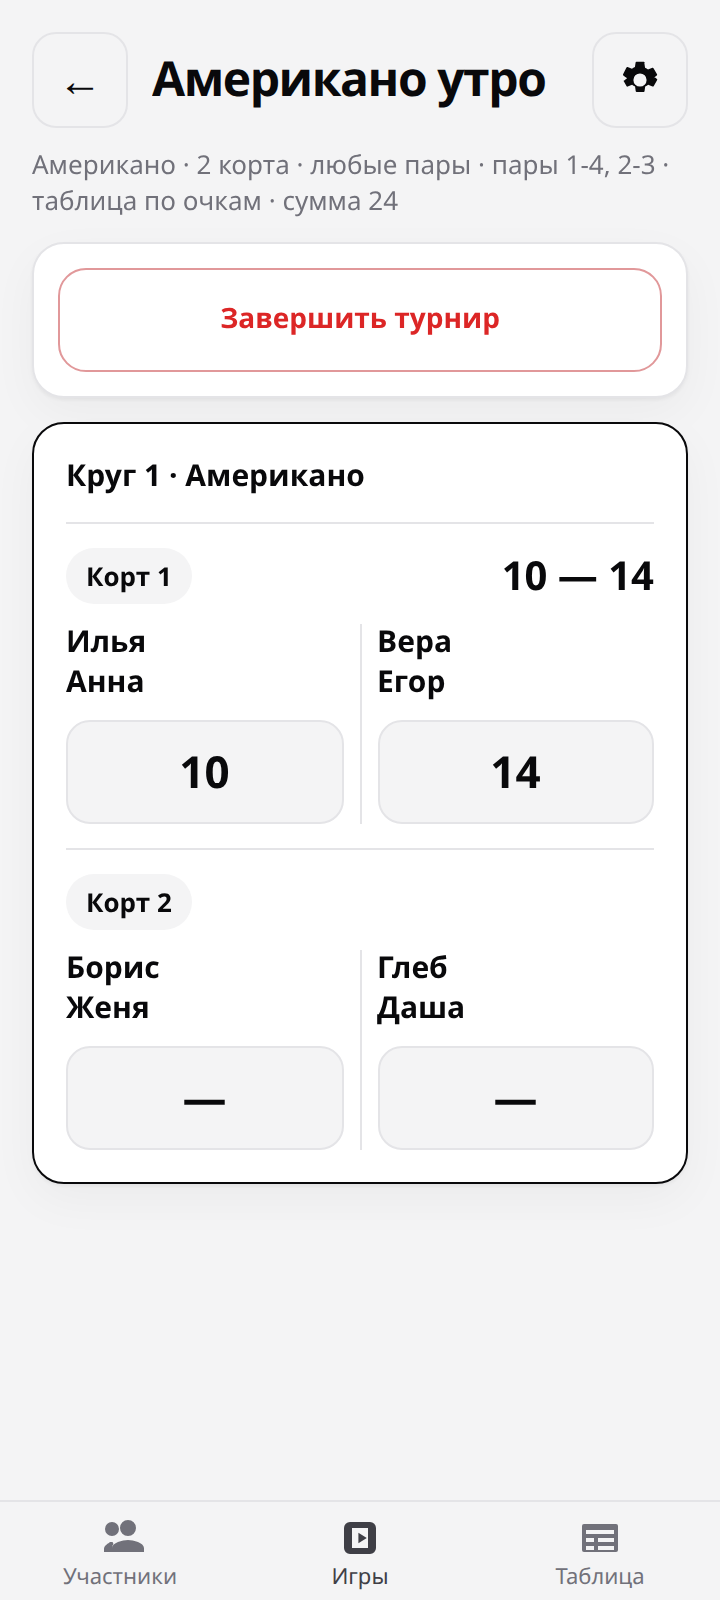 ← Американо утро
Американо · 2 корта · любые пары · пары 1-4, 2-3 ·
таблица по очкам · сумма 24
Завершить турнир
Круг 1 · Американо
Корт 1
10 — 14
Илья
Анна
Вера
Егор
10
14
Корт 2
Борис
Женя
Глеб
Даша
—
—
Участники
Игры
Таблица